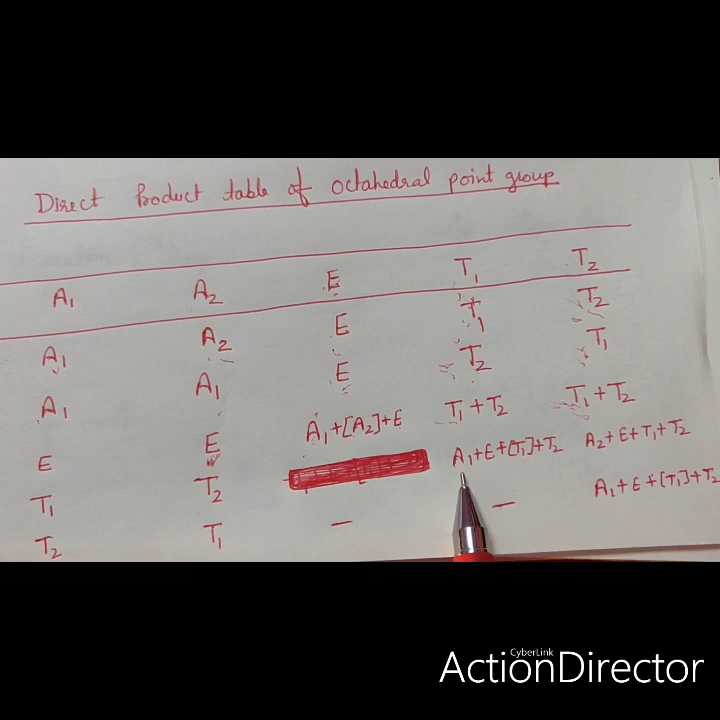 Direct Product table of octahedral point group
A₁ A₂ E T₁ T₂
A₁ A₂ E T₁ T₂
A₁ A₁ E T₂ T₁
E E A₁+[A₂]+E T₁+T₂ T₁+T₂
T₁ T₂ A₁+E+[T₁]+T₂ A₂+E+T₁+T₂
T₂ T₁ — — A₁+E+[T₁]+T₂
CyberLink
ActionDirector